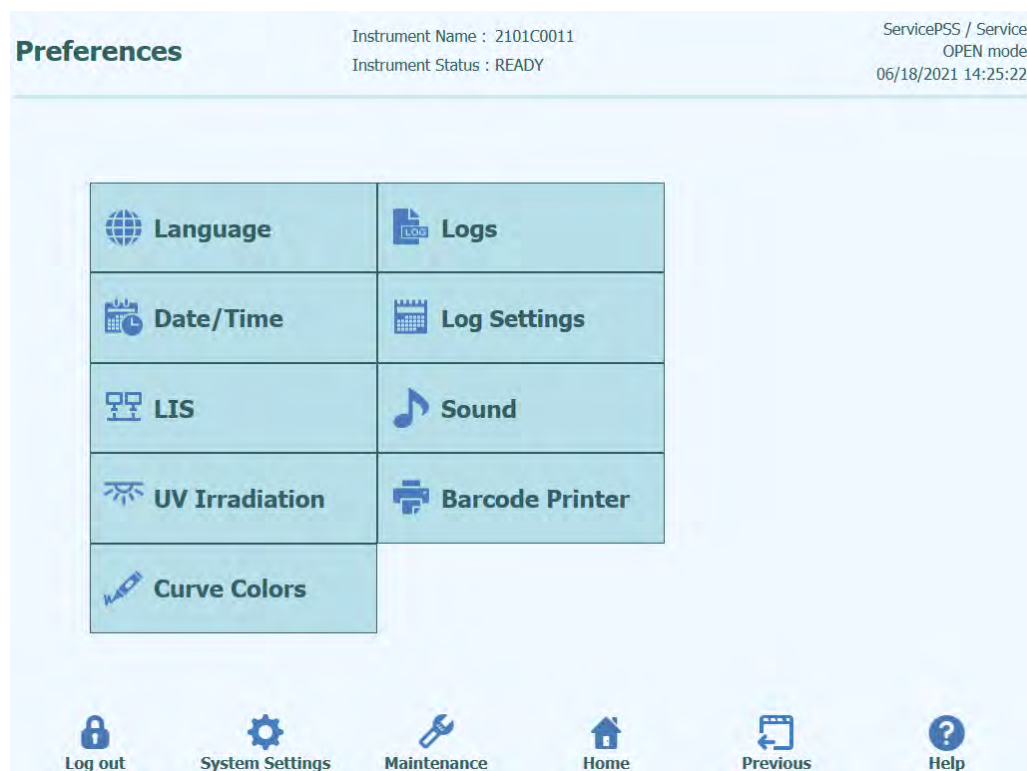 Preferences
Instrument Name : 2101C0011
Instrument Status : READY
ServicePSS / Service
OPEN mode
06/18/2021 14:25:22
Language
Logs
LOG
Date/Time
Log Settings
LIS
Sound
UV Irradiation
Barcode Printer
Curve Colors
Log out
System Settings
Maintenance
Home
Previous
Help